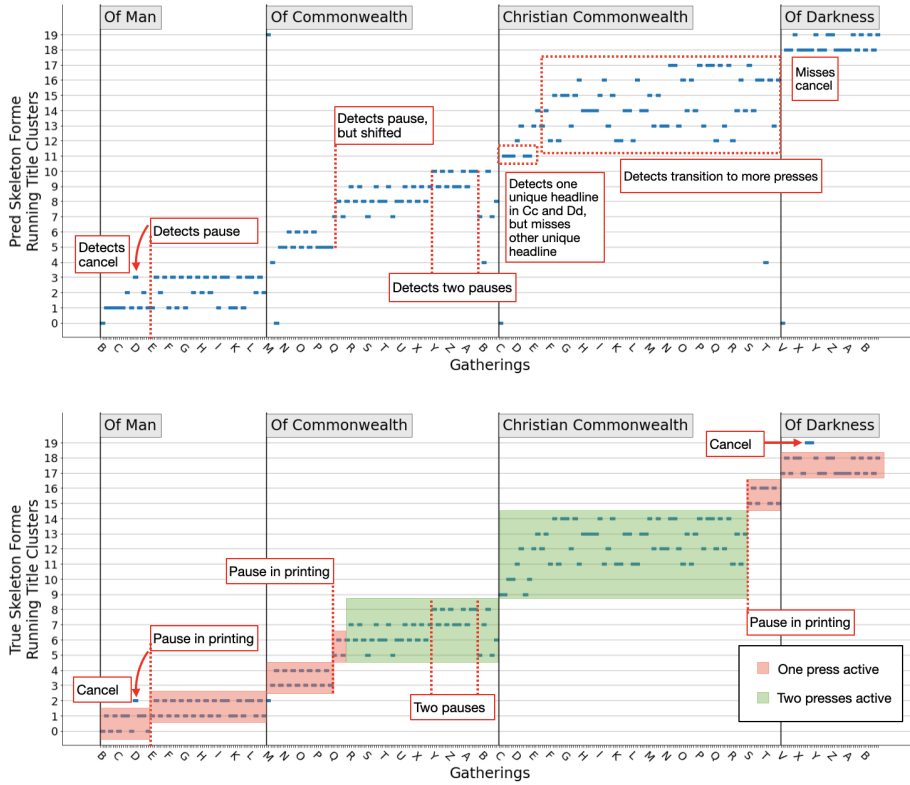 Of Man
Of Commonwealth
Christian Commonwealth
Of Darkness
Pred Skeleton Forme
Running Title Clusters
19
18
17
16
15
14
13
12
11
10
9
8
7
6
5
4
3
2
1
0
Detects
cancel
Detects pause
Detects pause,
but shifted
Detects two pauses
Detects one
unique headline
in Cc and Dd,
but misses
other unique
headline
Detects transition to more presses
Misses
cancel
B C D E F G H I K L M N O P Q R S T U X Y Z A B C D E F G H I K L M N O P Q R S T V X Y Z A B
Gatherings
Of Man
Of Commonwealth
Christian Commonwealth
Of Darkness
True Skeleton Forme
Running Title Clusters
19
18
17
16
15
14
13
12
11
10
9
8
7
6
5
4
3
2
1
0
Cancel
Pause in printing
Pause in printing
Two pauses
Cancel
Pause in printing
One press active
Two presses active
B C D E F G H I K L M N O P Q R S T U X Y Z A B C D E F G H I K L M N O P Q R S T V X Y Z A B
Gatherings